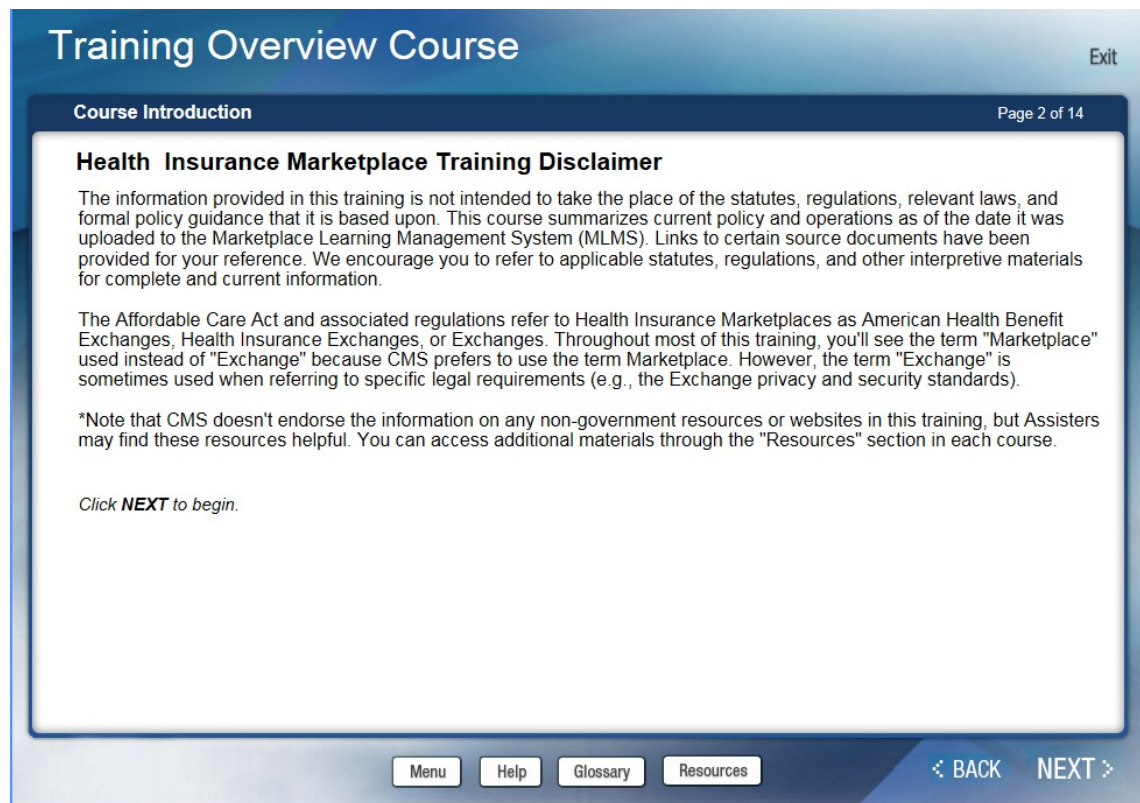 Training Overview Course
Exit
Course Introduction
Page 2 of 14
Health Insurance Marketplace Training Disclaimer
The information provided in this training is not intended to take the place of the statutes, regulations, relevant laws, and
formal policy guidance that it is based upon. This course summarizes current policy and operations as of the date it was
uploaded to the Marketplace Learning Management System (MLMS). Links to certain source documents have been
provided for your reference. We encourage you to refer to applicable statutes, regulations, and other interpretive materials
for complete and current information.
The Affordable Care Act and associated regulations refer to Health Insurance Marketplaces as American Health Benefit
Exchanges, Health Insurance Exchanges, or Exchanges. Throughout most of this training, you'll see the term "Marketplace"
used instead of "Exchange" because CMS prefers to use the term Marketplace. However, the term "Exchange" is
sometimes used when referring to specific legal requirements (e.g., the Exchange privacy and security standards).
*Note that CMS doesn't endorse the information on any non-government resources or websites in this training, but Assisters
may find these resources helpful. You can access additional materials through the "Resources" section in each course.
Click NEXT to begin.
Menu
Help
Glossary
Resources
< BACK
NEXT >